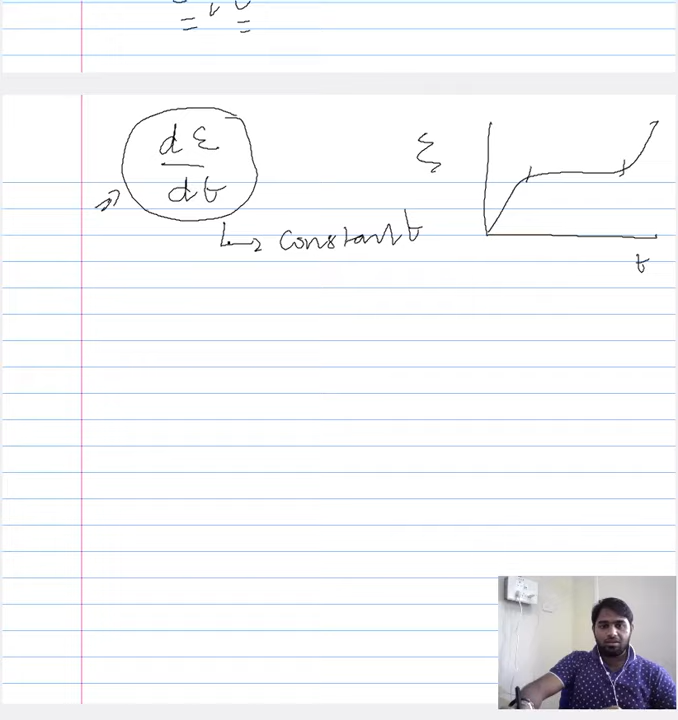 dε
dt
↳ constant
ε
t